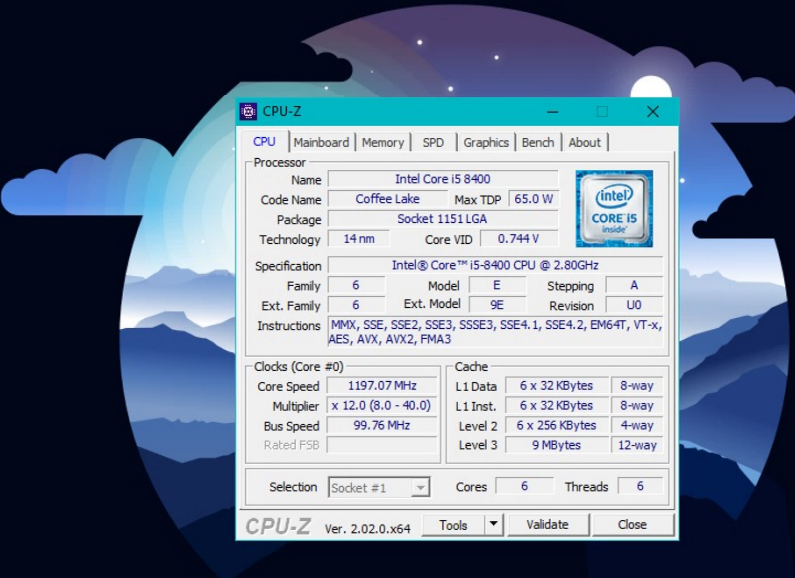 CPU-Z
CPU Mainboard Memory SPD Graphics Bench About
Processor
Name Intel Core i5 8400
Code Name Coffee Lake Max TDP 65.0 W
Package Socket 1151 LGA
Technology 14 nm Core VID 0.744 V
intel
CORE i5
inside
Specification Intel® Core™ i5-8400 CPU @ 2.80GHz
Family 6 Model E Stepping A
Ext. Family 6 Ext. Model 9E Revision U0
Instructions MMX, SSE, SSE2, SSE3, SSSE3, SSE4.1, SSE4.2, EM64T, VT-x,
AES, AVX, AVX2, FMA3
Clocks (Core #0)
Core Speed 1197.07 MHz
Multiplier x 12.0 (8.0 - 40.0)
Bus Speed 99.76 MHz
Rated FSB
Cache
L1 Data 6 x 32 KBytes 8-way
L1 Inst. 6 x 32 KBytes 8-way
Level 2 6 x 256 KBytes 4-way
Level 3 9 MBytes 12-way
Selection Socket #1 Cores 6 Threads 6
CPU-Z Ver. 2.02.0.x64 Tools Validate Close